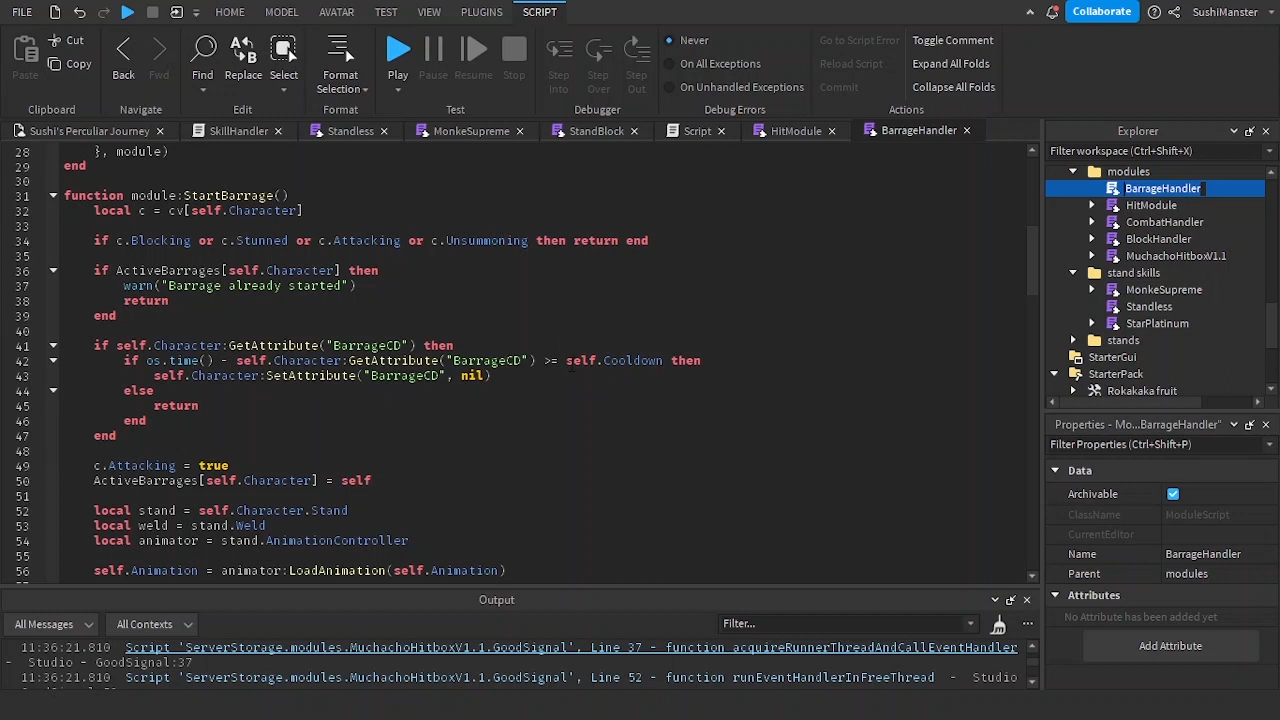 FILE HOME MODEL AVATAR TEST VIEW PLUGINS SCRIPT Collaborate SushiManster
Paste Cut Copy Clipboard
Back Fwd Navigate
Find Replace Select Edit
Format Selection Format
Play Pause Resume Stop Test
Step Into Step Over Step Out Debugger
Never
On All Exceptions
On Unhandled Exceptions
Debug Errors
Go to Script Error
Reload Script
Commit
Toggle Comment
Expand All Folds
Collapse All Folds
Actions
Sushi's Perculiar Journey SkillHandler Standless MonkeSupreme StandBlock Script HitModule BarrageHandler
28 }, module)
29 end
30
31 function module:StartBarrage()
32 local c = cv[self.Character]
33
34 if c.Blocking or c.Stunned or c.Attacking or c.Unsummoning then return end
35
36 if ActiveBarrages[self.Character] then
37 warn("Barrage already started")
38 return
39 end
40
41 if self.Character:GetAttribute("BarrageCD") then
42 if os.time() - self.Character:GetAttribute("BarrageCD") >= self.Cooldown then
43 self.Character:SetAttribute("BarrageCD", nil)
44 else
45 return
46 end
47 end
48
49 c.Attacking = true
50 ActiveBarrages[self.Character] = self
51
52 local stand = self.Character.Stand
53 local weld = stand.Weld
54 local animator = stand.AnimationController
55
56 self.Animation = animator:LoadAnimation(self.Animation)
Explorer
Filter workspace (Ctrl+Shift+X)
modules
BarrageHandler
HitModule
CombatHandler
BlockHandler
MuchachoHitboxV1.1
stand skills
MonkeSupreme
Standless
StarPlatinum
stands
StarterGui
StarterPack
Rokakaka fruit
Properties - Mo...BarrageHandler"
Filter Properties (Ctrl+Shift+P)
Data
Archivable
ClassName ModuleScript
CurrentEditor
Name BarrageHandler
Parent modules
Attributes
No Attribute has been added yet
Add Attribute
Output
All Messages All Contexts Filter...
11:36:21.810 Script 'ServerStorage.modules.MuchachoHitboxV1.1.GoodSignal', Line 37 - function acquireRunnerThreadAndCallEventHandler
- Studio - GoodSignal:37
11:36:21.810 Script 'ServerStorage.modules.MuchachoHitboxV1.1.GoodSignal', Line 52 - function runEventHandlerInFreeThread - Studio